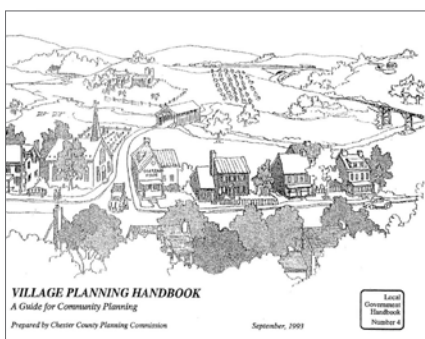 VILLAGE PLANNING HANDBOOK
A Guide for Community Planning
Prepared by Chester County Planning Commission
September, 1993
Local
Government
Handbook
Number 4